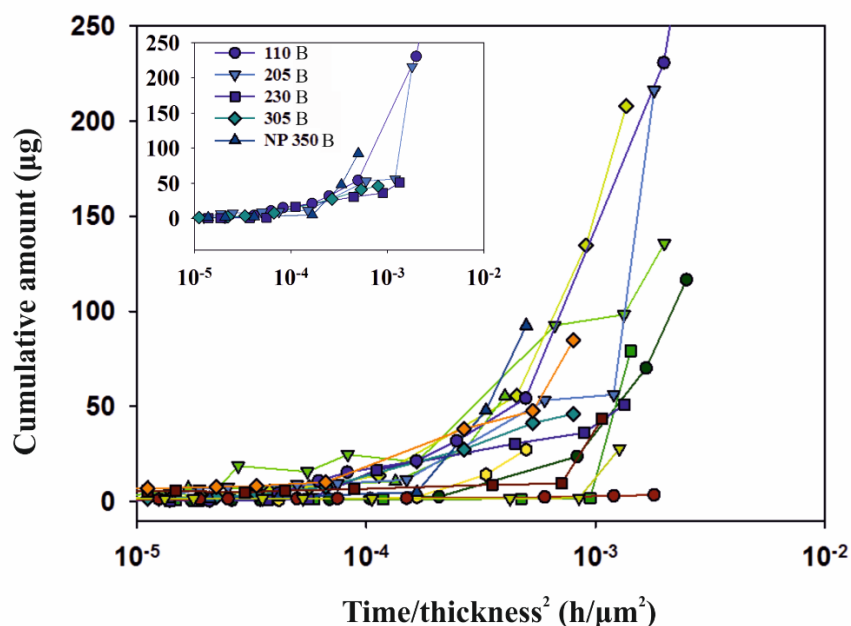 250
200
150
100
50
0
Cumulative amount (µg)
250
200
150
100
50
0
110 B
205 B
230 B
305 B
NP 350 B
10⁻⁵ 10⁻⁴ 10⁻³ 10⁻²
10⁻⁵ 10⁻⁴ 10⁻³ 10⁻²
Time/thickness² (h/µm²)